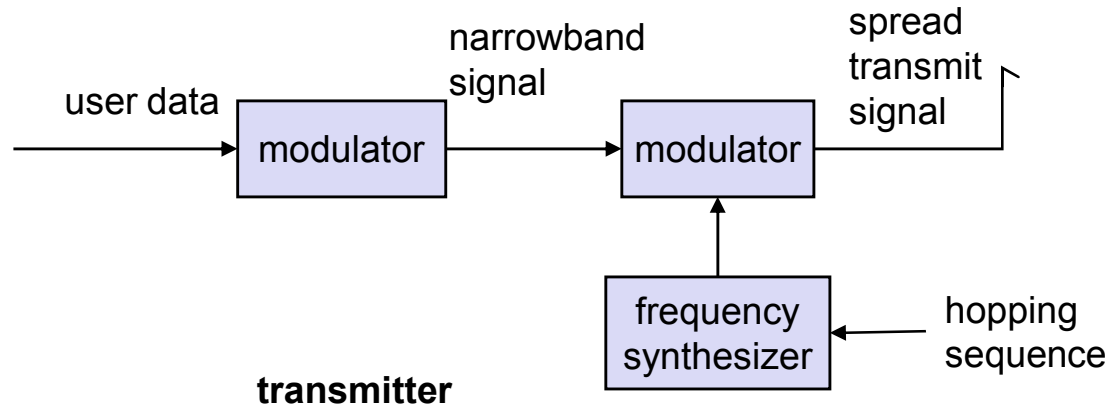 user data
modulator
narrowband
signal
modulator
spread
transmit
signal
frequency
synthesizer
hopping
sequence
transmitter